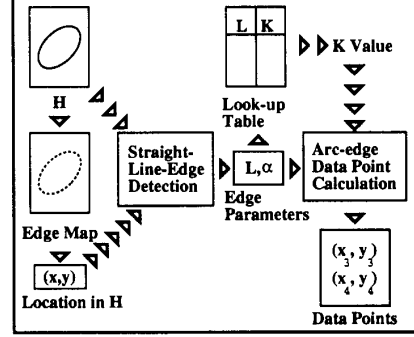 L K
K Value
H
Look-up
Table
Straight-
Line-Edge
Detection
L,α
Edge
Parameters
Arc-edge
Data Point
Calculation
Edge Map
(x,y)
Location in H
(x3, y3)
(x4, y4)
Data Points